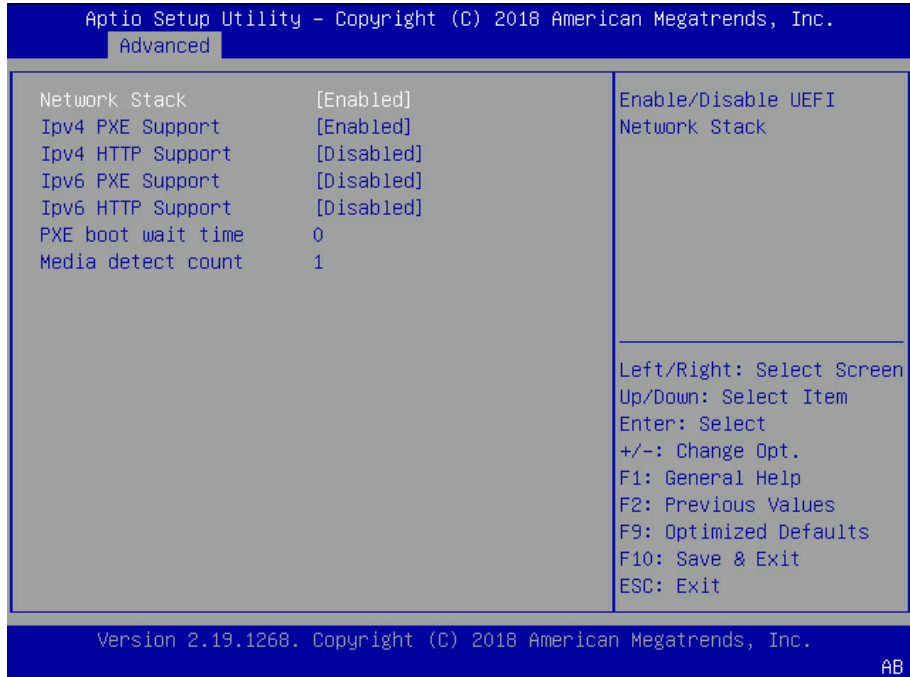 Aptio Setup Utility – Copyright (C) 2018 American Megatrends, Inc.
Advanced
Network Stack [Enabled]
Ipv4 PXE Support [Enabled]
Ipv4 HTTP Support [Disabled]
Ipv6 PXE Support [Disabled]
Ipv6 HTTP Support [Disabled]
PXE boot wait time 0
Media detect count 1
Enable/Disable UEFI
Network Stack
Left/Right: Select Screen
Up/Down: Select Item
Enter: Select
+/-: Change Opt.
F1: General Help
F2: Previous Values
F9: Optimized Defaults
F10: Save & Exit
ESC: Exit
Version 2.19.1268. Copyright (C) 2018 American Megatrends, Inc.
AB